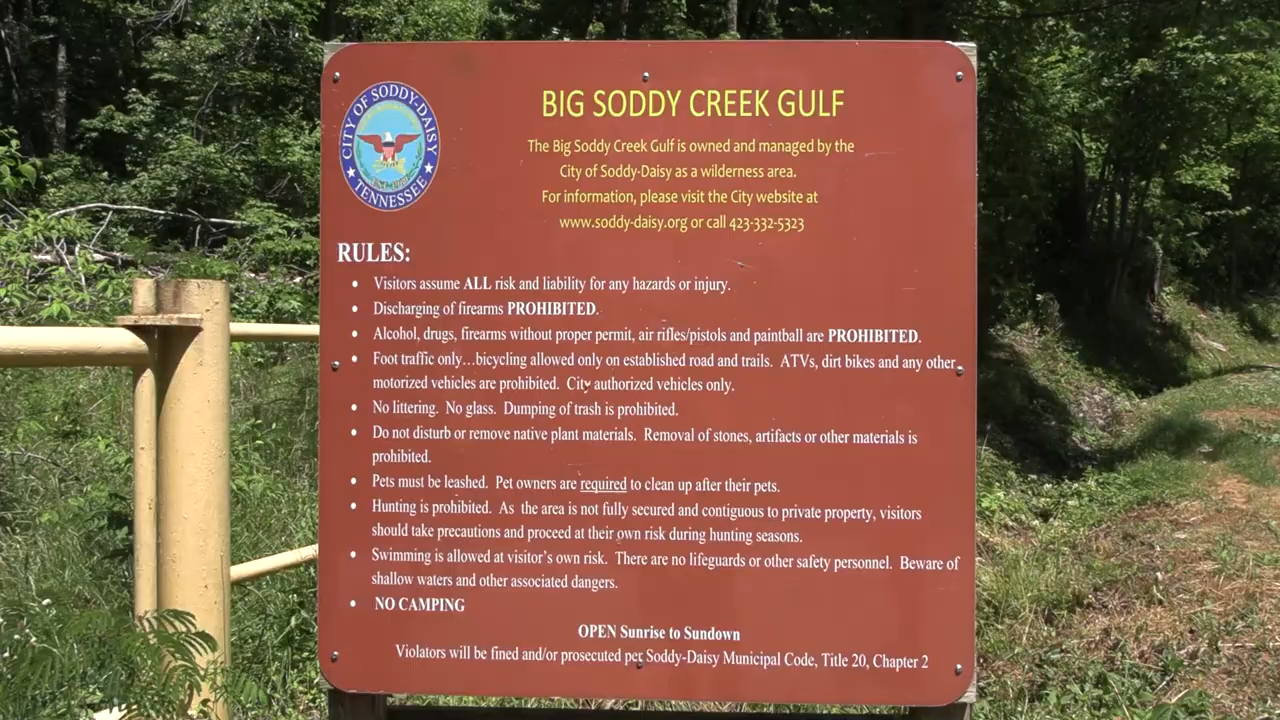 CITY OF SODDY-DAISY
TENNESSEE
BIG SODDY CREEK GULF
The Big Soddy Creek Gulf is owned and managed by the
City of Soddy-Daisy as a wilderness area.
For information, please visit the City website at
www.soddy-daisy.org or call 423-332-5323
RULES:
• Visitors assume ALL risk and liability for any hazards or injury.
• Discharging of firearms PROHIBITED.
• Alcohol, drugs, firearms without proper permit, air rifles/pistols and paintball are PROHIBITED.
• Foot traffic only…bicycling allowed only on established road and trails. ATVs, dirt bikes and any other
motorized vehicles are prohibited. City authorized vehicles only.
• No littering. No glass. Dumping of trash is prohibited.
• Do not disturb or remove native plant materials. Removal of stones, artifacts or other materials is
prohibited.
• Pets must be leashed. Pet owners are required to clean up after their pets.
• Hunting is prohibited. As the area is not fully secured and contiguous to private property, visitors
should take precautions and proceed at their own risk during hunting seasons.
• Swimming is allowed at visitor's own risk. There are no lifeguards or other safety personnel. Beware of
shallow waters and other associated dangers.
• NO CAMPING
OPEN Sunrise to Sundown
Violators will be fined and/or prosecuted per Soddy-Daisy Municipal Code, Title 20, Chapter 2